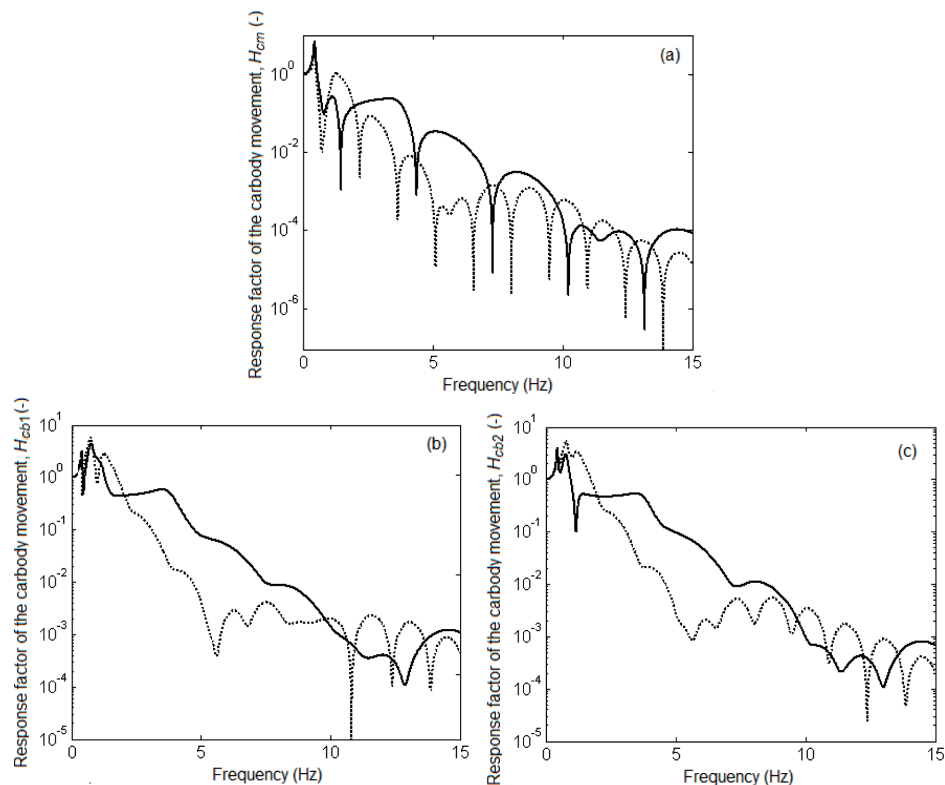 (a)
Response factor of the carbody movement, Hcm (-)
10^0
10^-2
10^-4
10^-6
0 5 10 15
Frequency (Hz)
(b)
Response factor of the carbody movement, Hcb1 (-)
10^1
10^0
10^-1
10^-2
10^-3
10^-4
10^-5
0 5 10 15
Frequency (Hz)
(c)
Response factor of the carbody movement, Hcb2 (-)
10^1
10^0
10^-1
10^-2
10^-3
10^-4
10^-5
0 5 10 15
Frequency (Hz)